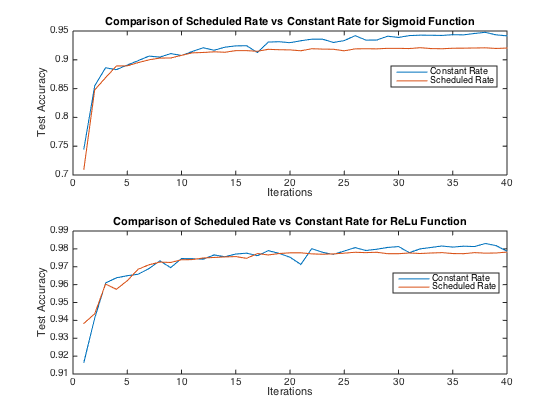 Comparison of Scheduled Rate vs Constant Rate for Sigmoid Function
0.95
0.9
0.85
0.8
0.75
0.7
Test Accuracy
Constant Rate
Scheduled Rate
0 5 10 15 20 25 30 35 40
Iterations
Comparison of Scheduled Rate vs Constant Rate for ReLu Function
0.99
0.98
0.97
0.96
0.95
0.94
0.93
0.92
0.91
Test Accuracy
Constant Rate
Scheduled Rate
0 5 10 15 20 25 30 35 40
Iterations